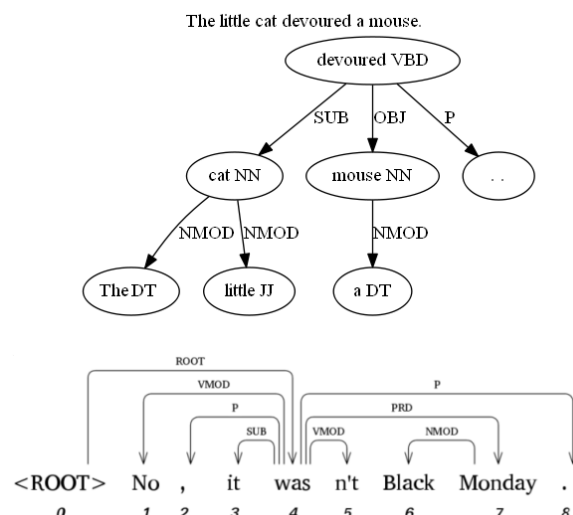 The little cat devoured a mouse.
devoured VBD
SUB OBJ P
cat NN mouse NN . .
NMOD NMOD NMOD
The DT little JJ a DT
ROOT
VMOD P
P PRD
SUB VMOD NMOD
<ROOT> No , it was n't Black Monday .
0 1 2 3 4 5 6 7 8